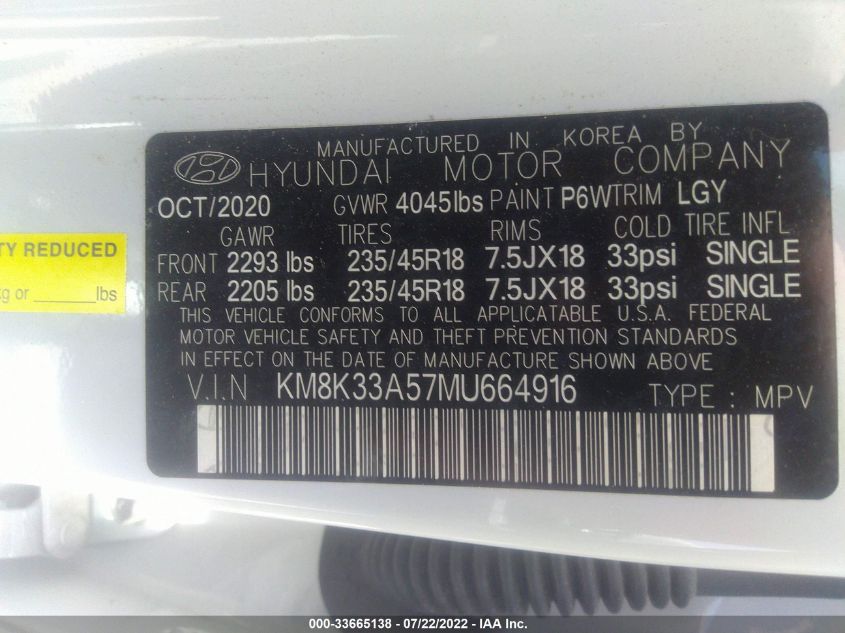 MANUFACTURED IN KOREA BY
HYUNDAI MOTOR COMPANY
OCT/2020 GVWR 4045lbs PAINT P6W TRIM LGY
GAWR TIRES RIMS COLD TIRE INFL
FRONT 2293 lbs 235/45R18 7.5JX18 33psi SINGLE
REAR 2205 lbs 235/45R18 7.5JX18 33psi SINGLE
THIS VEHICLE CONFORMS TO ALL APPLICATABLE U.S.A. FEDERAL
MOTOR VEHICLE SAFETY AND THEFT PREVENTION STANDARDS
IN EFFECT ON THE DATE OF MANUFACTURE SHOWN ABOVE
V.I.N KM8K33A57MU664916 TYPE : MPV
TY REDUCED
kg or ______lbs
000-33665138 - 07/22/2022 - IAA Inc.